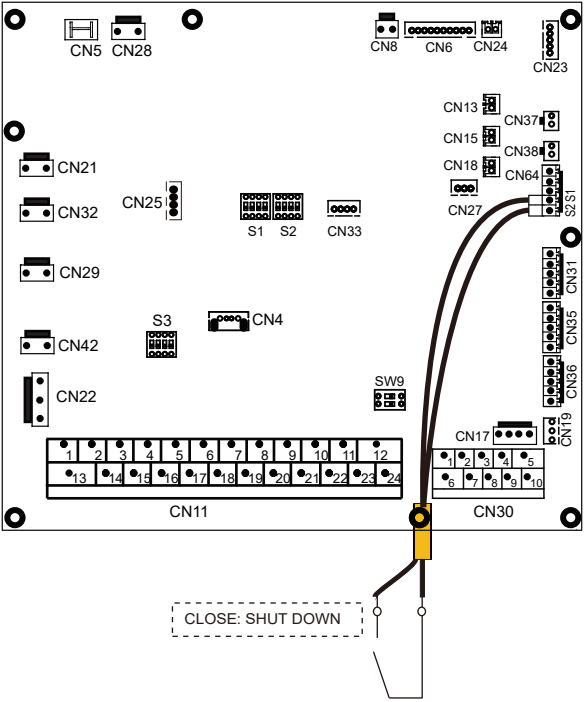 CN5
CN28
CN8
CN6
CN24
CN23
CN13
CN37
CN15
CN38
CN18
CN64
CN21
CN25
CN27
S2 S1
CN32
S1
S2
CN33
CN29
CN31
S3
CN4
CN35
CN42
CN36
SW9
CN22
CN17
CN19
1 2 3 4 5 6 7 8 9 10 11 12
13 14 15 16 17 18 19 20 21 22 23 24
1 2 3 4 5
6 7 8 9 10
CN11
CN30
CLOSE: SHUT DOWN